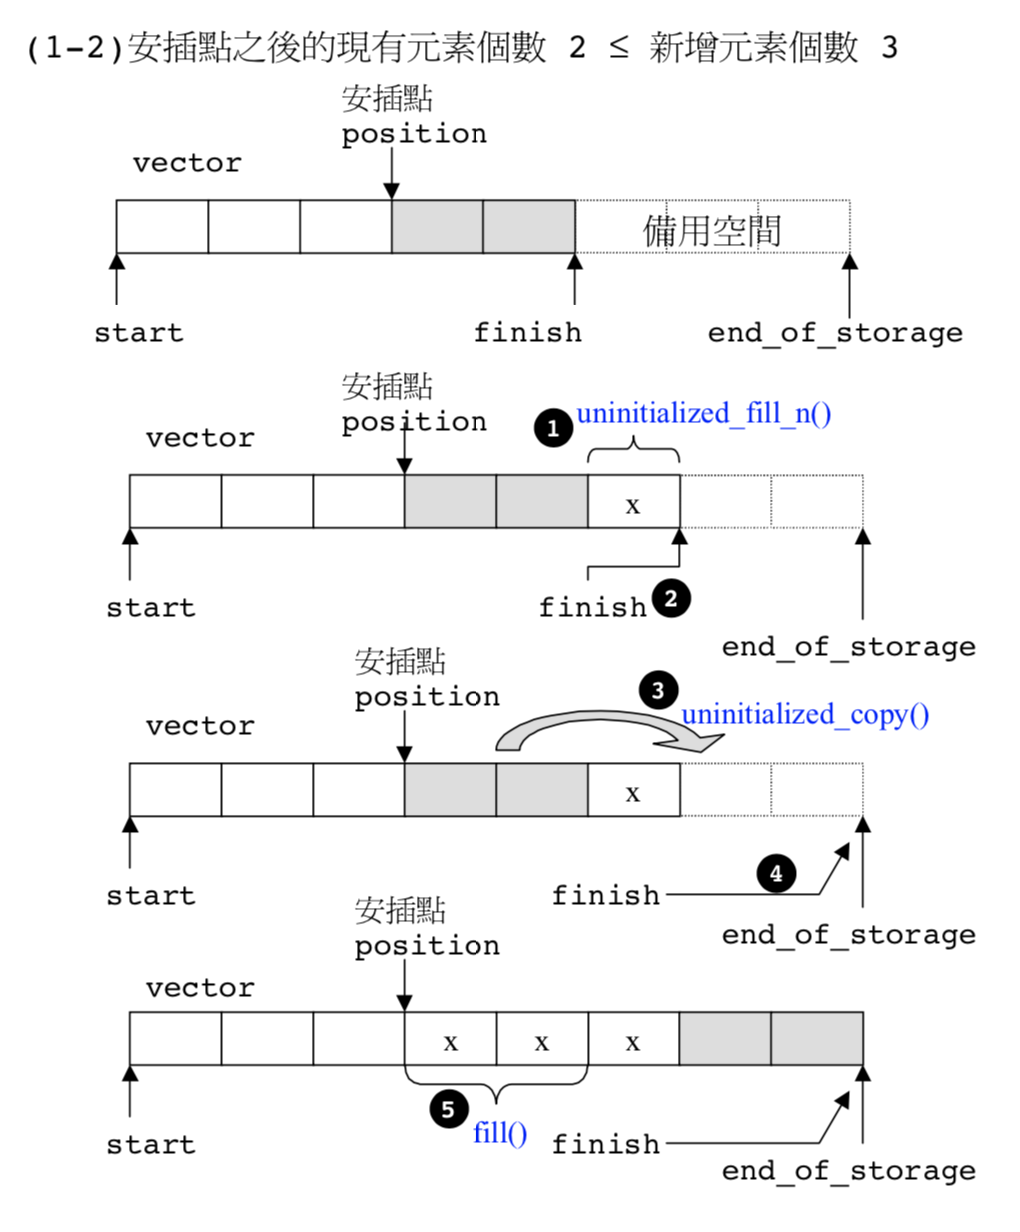 (1-2)安插點之後的現有元素個數 2 ≤ 新增元素個數 3
安插點
position
vector
備用空間
start
finish
end_of_storage
安插點
position
1
uninitialized_fill_n()
vector
x
start
finish
2
end_of_storage
安插點
position
3
uninitialized_copy()
vector
x
4
start
finish
end_of_storage
安插點
position
vector
x x x
5
fill()
start
finish
end_of_storage